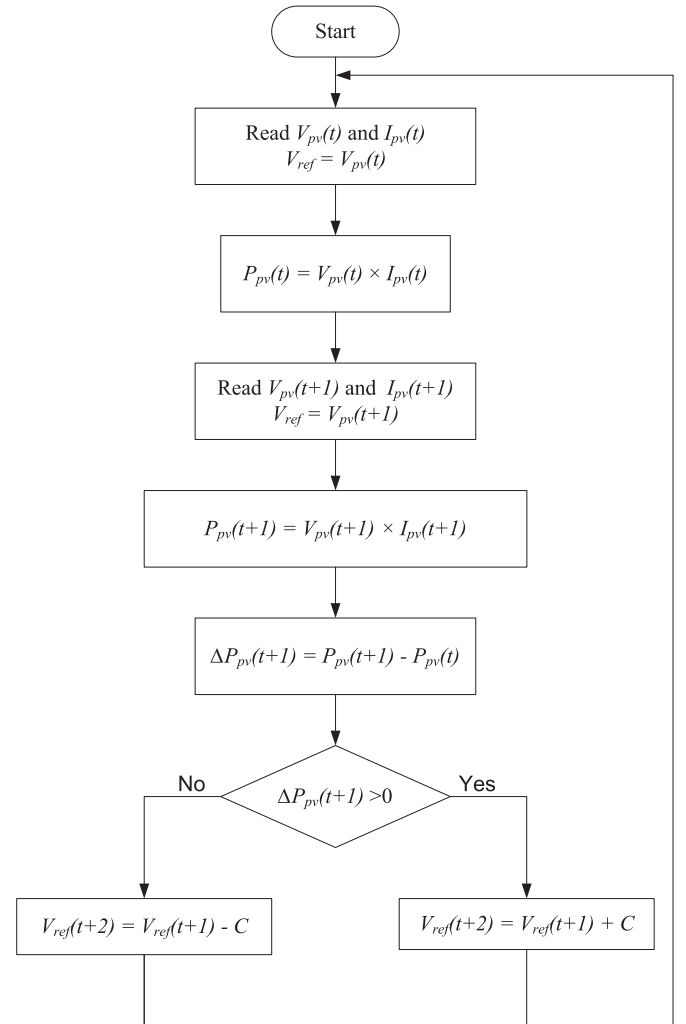 Start
Read V_pv(t) and I_pv(t)
V_ref = V_pv(t)
P_pv(t) = V_pv(t) × I_pv(t)
Read V_pv(t+1) and I_pv(t+1)
V_ref = V_pv(t+1)
P_pv(t+1) = V_pv(t+1) × I_pv(t+1)
ΔP_pv(t+1) = P_pv(t+1) - P_pv(t)
No
ΔP_pv(t+1) >0
Yes
V_ref(t+2) = V_ref(t+1) - C
V_ref(t+2) = V_ref(t+1) + C